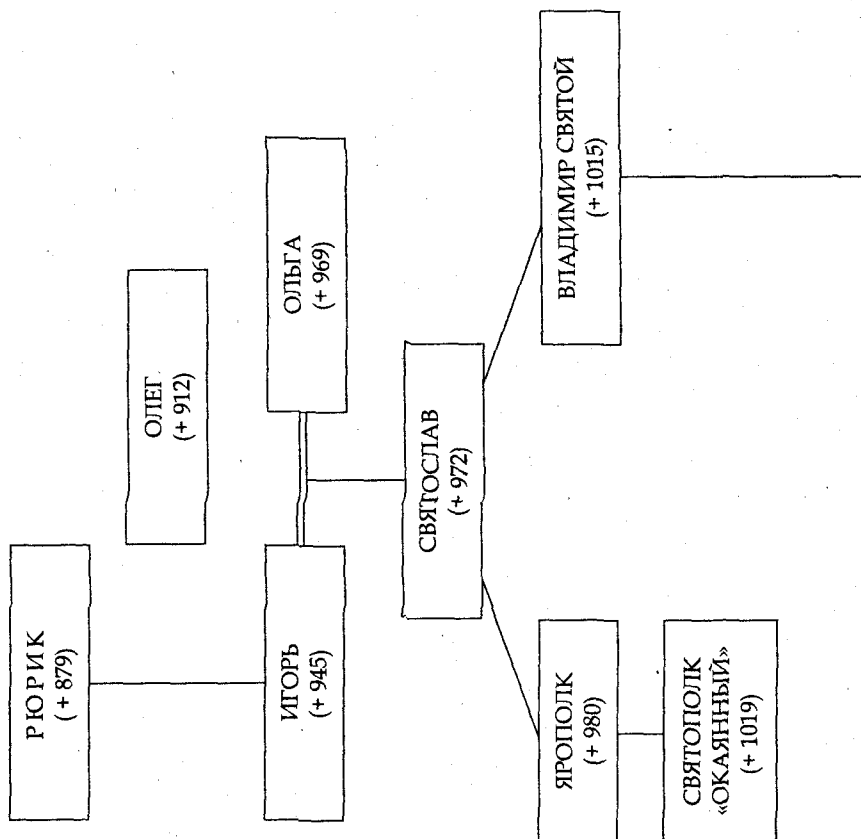 РЮРИК
(+ 879)
ОЛЕГ
(+ 912)
ИГОРЬ
(+ 945)
ОЛЬГА
(+ 969)
СВЯТОСЛАВ
(+ 972)
ЯРОПОЛК
(+ 980)
ВЛАДИМИР СВЯТОЙ
(+ 1015)
СВЯТОПОЛК
«ОКАЯННЫЙ»
(+ 1019)